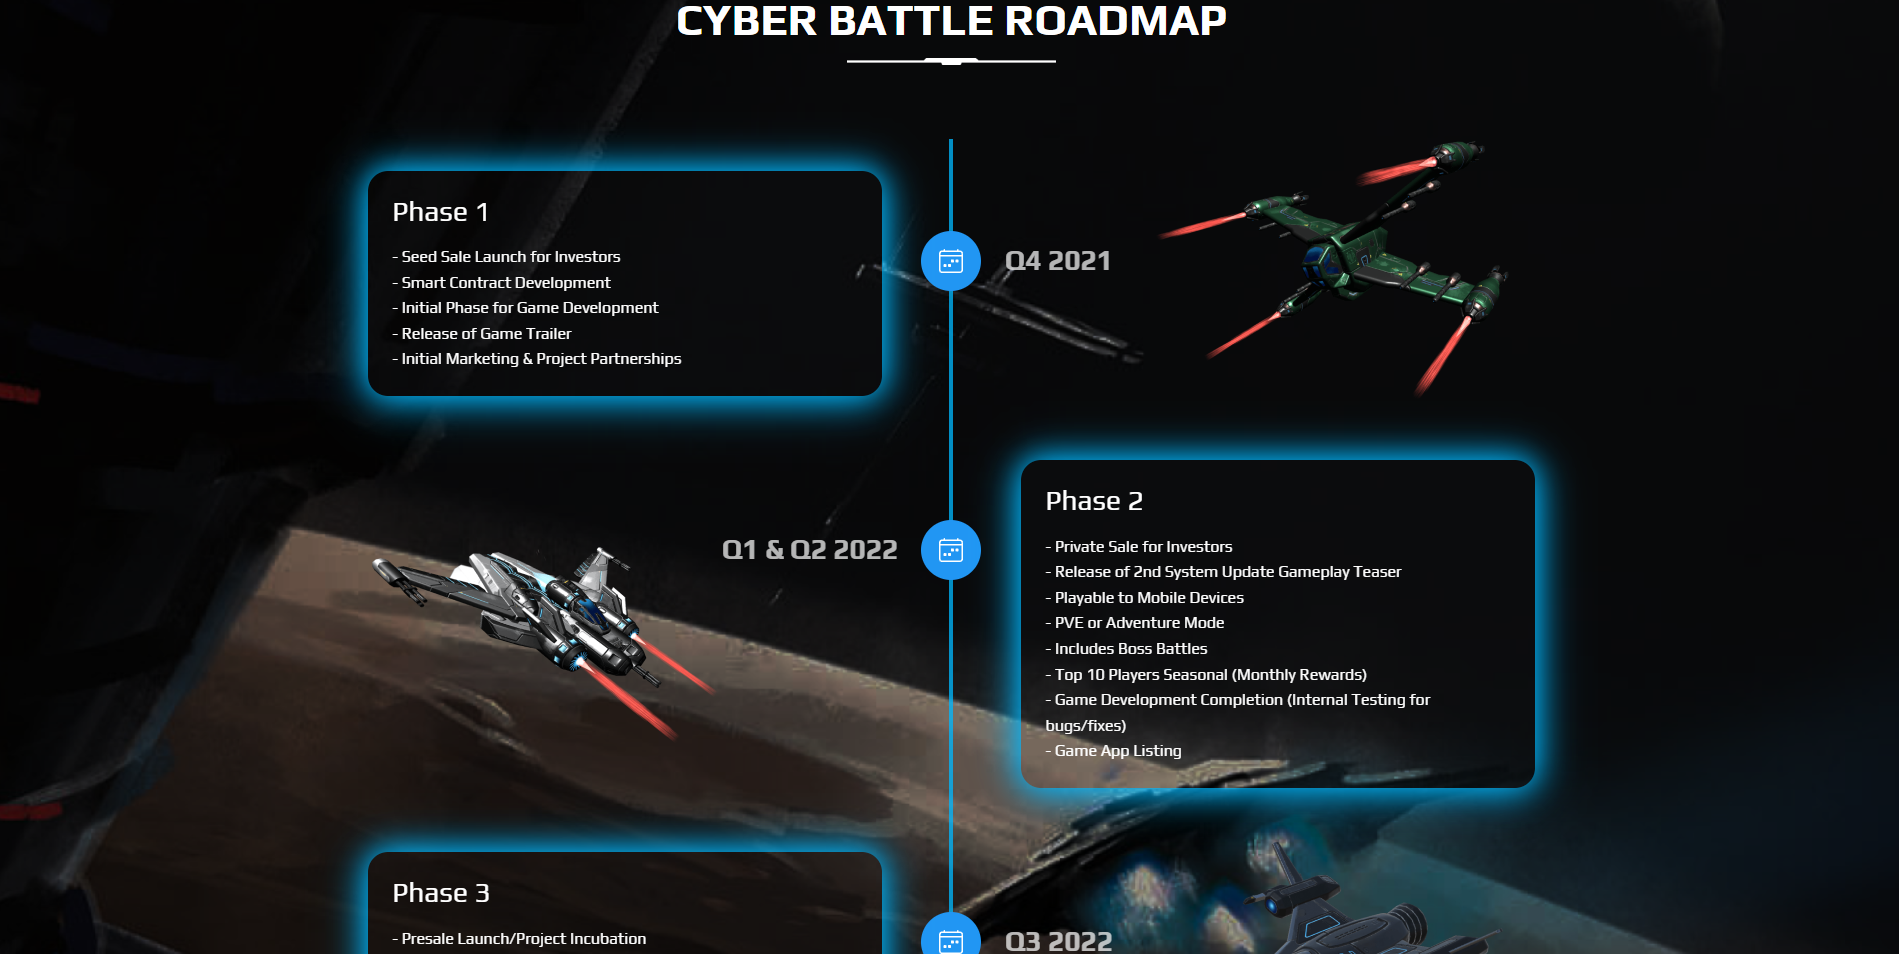 CYBER BATTLE ROADMAP
Phase 1
- Seed Sale Launch for Investors
- Smart Contract Development
- Initial Phase for Game Development
- Release of Game Trailer
- Initial Marketing & Project Partnerships
Q4 2021
Q1 & Q2 2022
Phase 2
- Private Sale for Investors
- Release of 2nd System Update Gameplay Teaser
- Playable to Mobile Devices
- PVE or Adventure Mode
- Includes Boss Battles
- Top 10 Players Seasonal (Monthly Rewards)
- Game Development Completion (Internal Testing for
bugs/fixes)
- Game App Listing
Phase 3
- Presale Launch/Project Incubation
Q3 2022